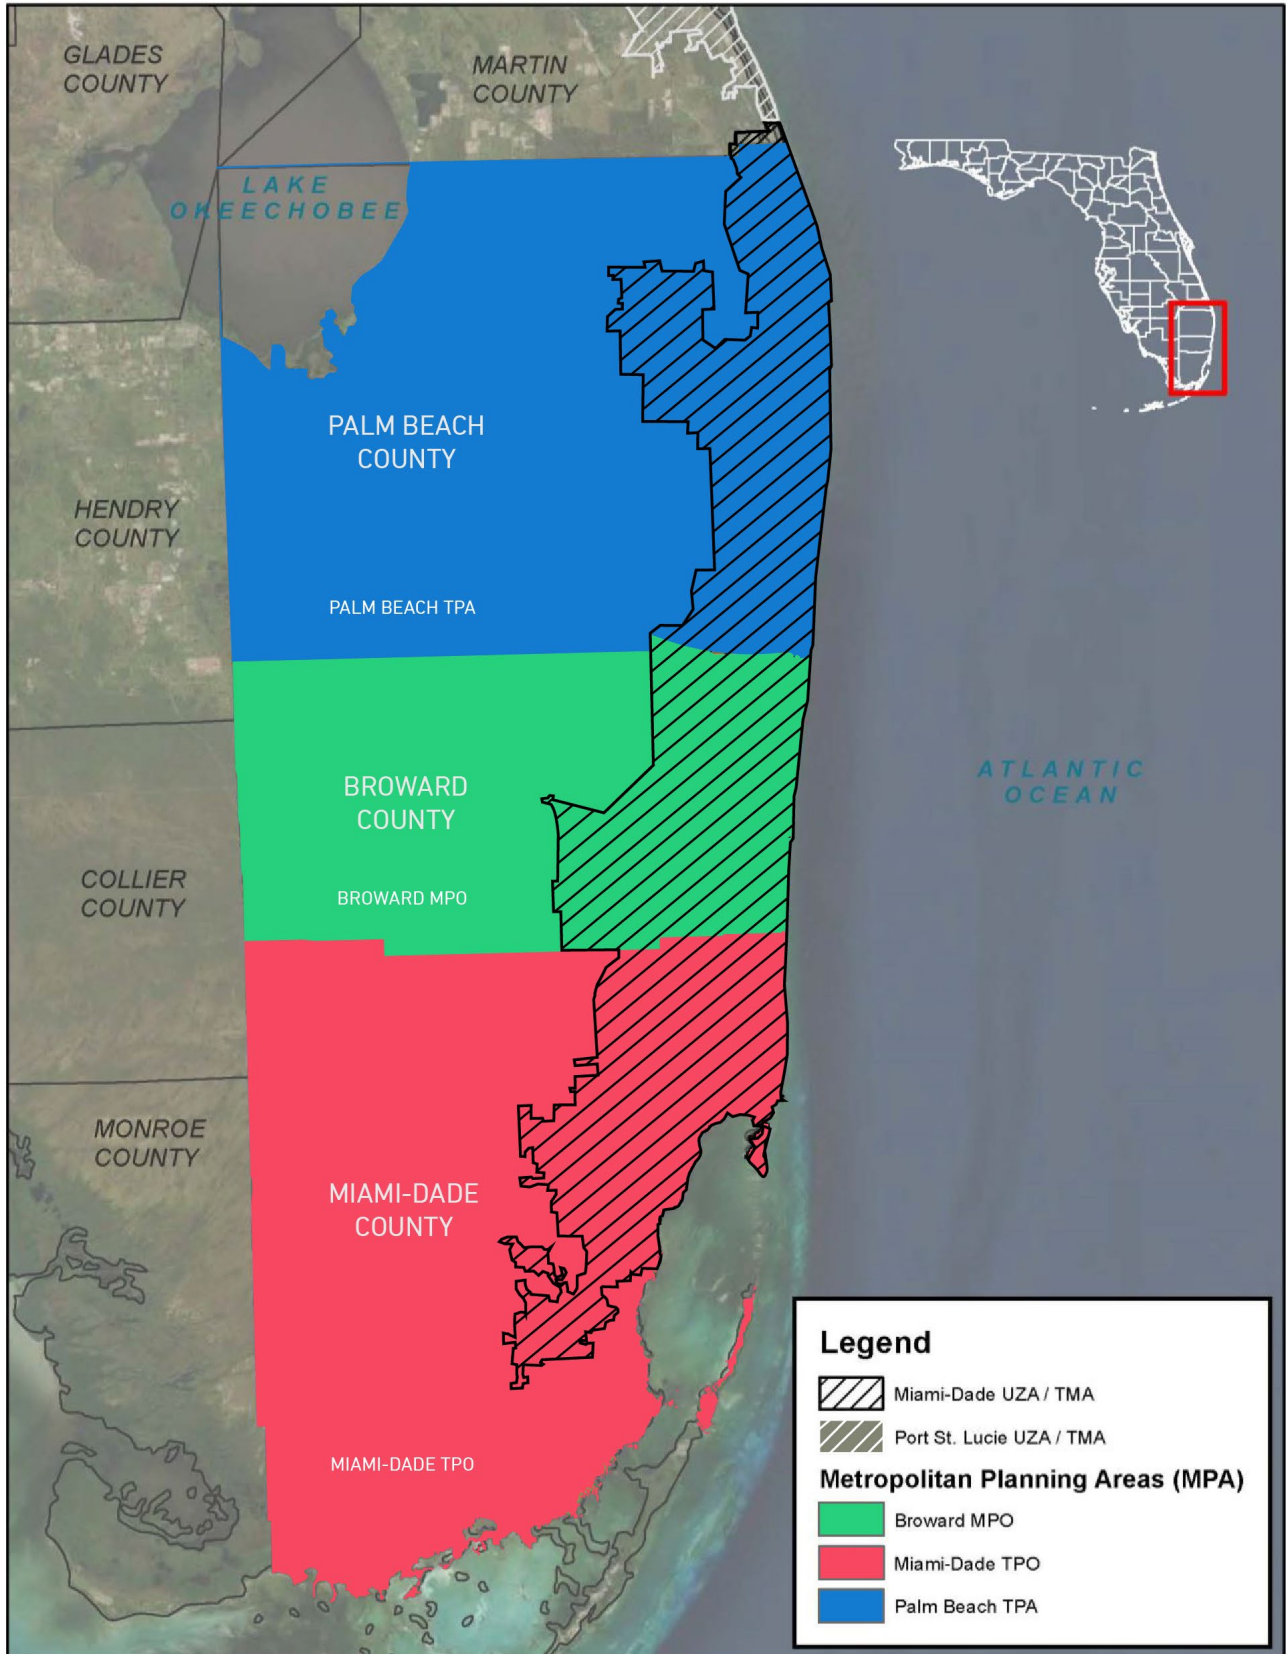 GLADES
COUNTY
MARTIN
COUNTY
LAKE
OKEECHOBEE
PALM BEACH
COUNTY
HENDRY
COUNTY
PALM BEACH TPA
BROWARD
COUNTY
ATLANTIC
OCEAN
COLLIER
COUNTY
BROWARD MPO
MONROE
COUNTY
MIAMI-DADE
COUNTY
MIAMI-DADE TPO
Legend
Miami-Dade UZA / TMA
Port St. Lucie UZA / TMA
Metropolitan Planning Areas (MPA)
Broward MPO
Miami-Dade TPO
Palm Beach TPA